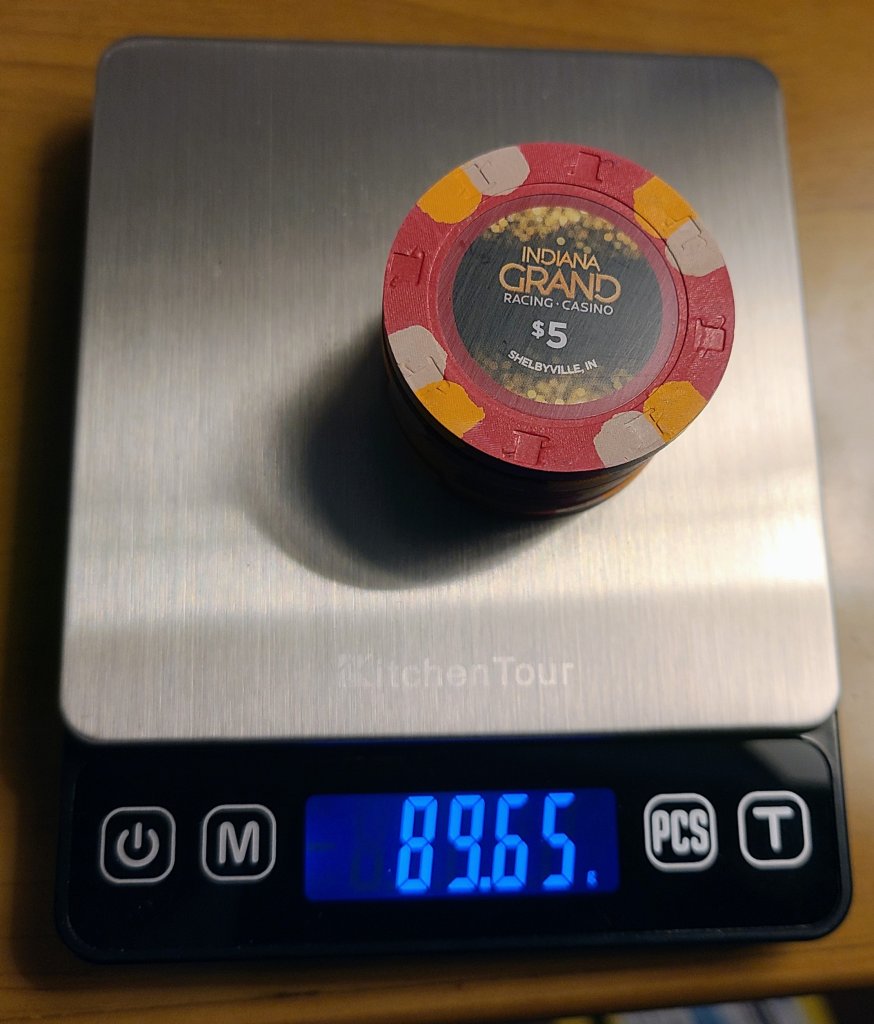 INDIANA
GRAND
RACING · CASINO
$5
SHELBYVILLE, IN
KitchenTour
M
89.65
PCS
T